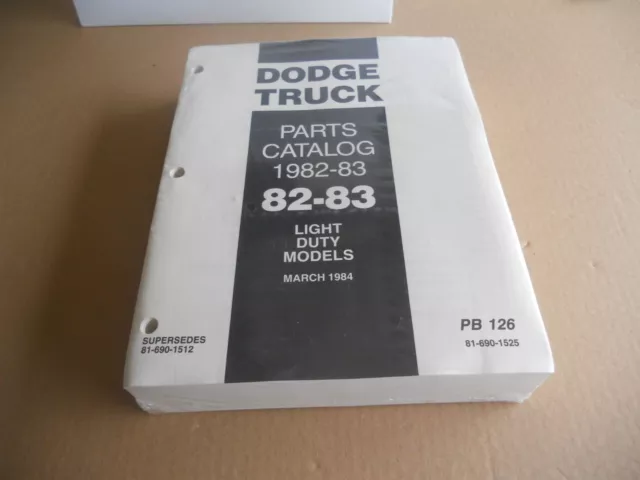 DODGE
TRUCK
PARTS
CATALOG
1982-83
82-83
LIGHT
DUTY
MODELS
MARCH 1984
SUPERSEDES
81-690-1512
PB 126
81-690-1525